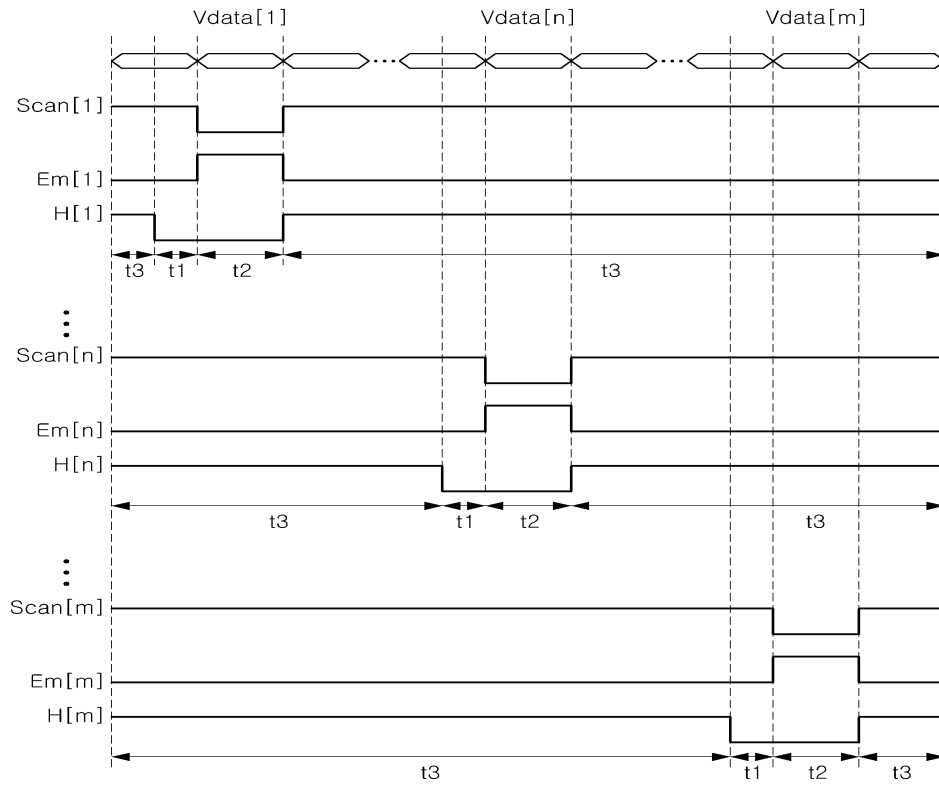 Vdata[1] Vdata[n] Vdata[m]
Scan[1]
Em[1]
H[1]
t3 t1 t2 t3
Scan[n]
Em[n]
H[n]
t3 t1 t2 t3
Scan[m]
Em[m]
H[m]
t3 t1 t2 t3